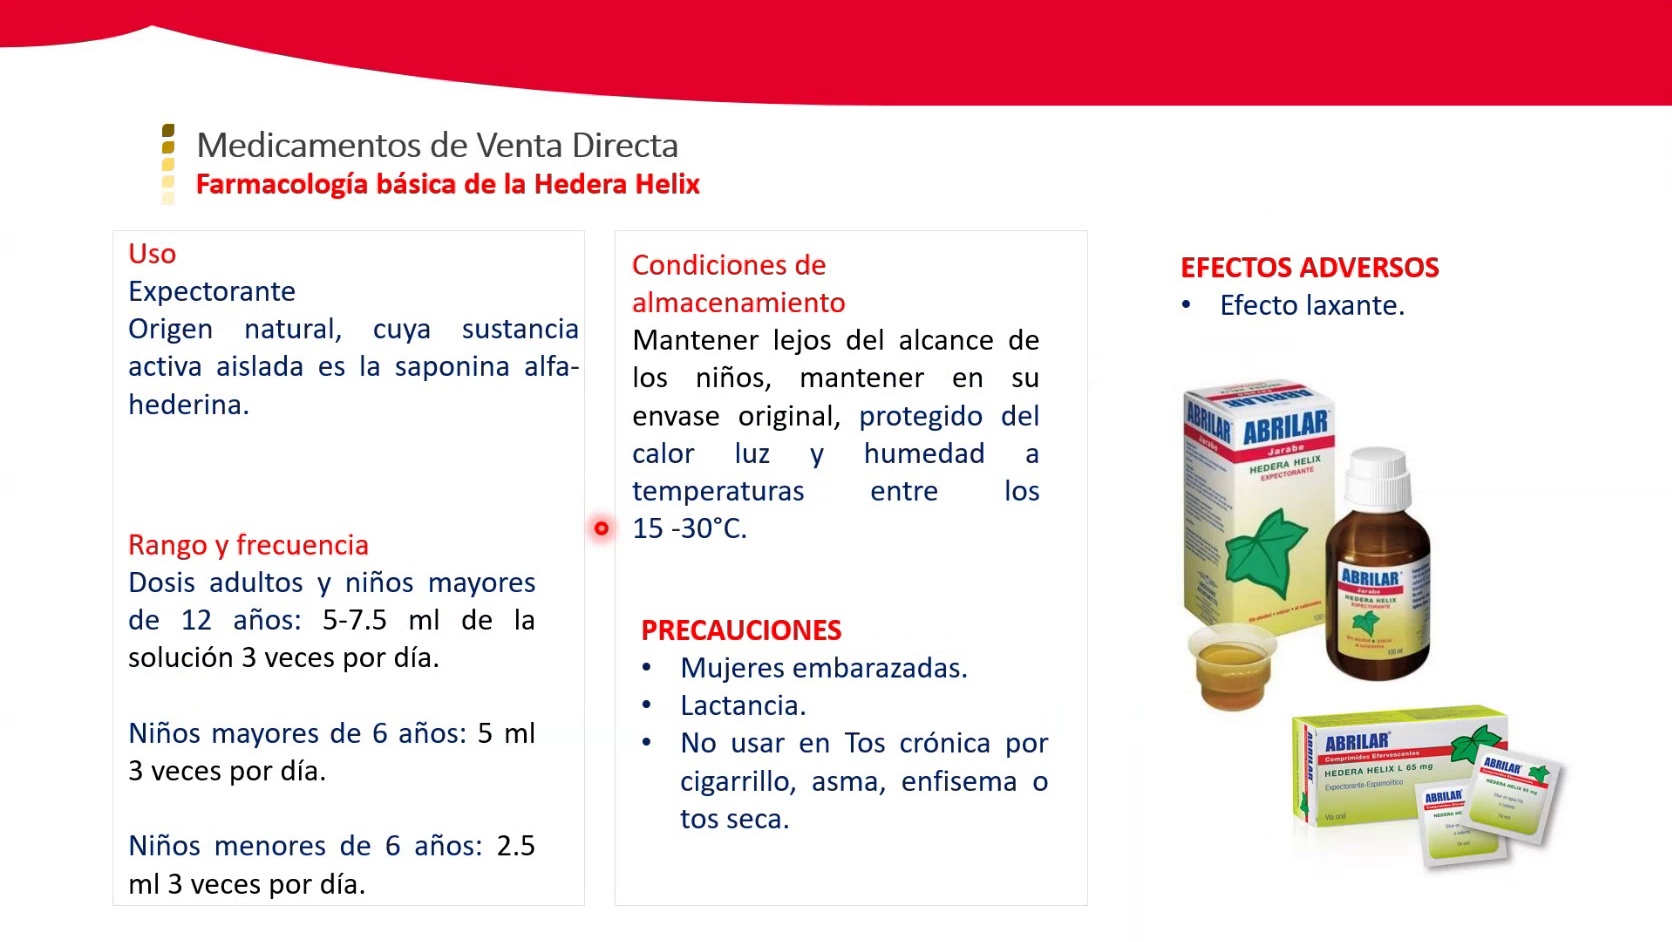 Medicamentos de Venta Directa
Farmacología básica de la Hedera Helix
Uso
Expectorante
Origen natural, cuya sustancia
activa aislada es la saponina alfa-
hederina.
Rango y frecuencia
Dosis adultos y niños mayores
de 12 años: 5-7.5 ml de la
solución 3 veces por día.
Niños mayores de 6 años: 5 ml
3 veces por día.
Niños menores de 6 años: 2.5
ml 3 veces por día.
Condiciones de
almacenamiento
Mantener lejos del alcance de
los niños, mantener en su
envase original, protegido del
calor luz y humedad a
temperaturas entre los
15 -30°C.
PRECAUCIONES
• Mujeres embarazadas.
• Lactancia.
• No usar en Tos crónica por
cigarrillo, asma, enfisema o
tos seca.
EFECTOS ADVERSOS
• Efecto laxante.
ABRILAR
ABRILAR
ABRILAR
Jarabe
HEDERA HELIX
EXPECTORANTE
ABRILAR
Jarabe
HEDERA HELIX
EXPECTORANTE
100 ml
ABRILAR
Comprimidos Efervescentes
HEDERA HELIX L 65 mg
Expectorante-Espasmolítico
Vía oral
ABRILAR
ABRILAR